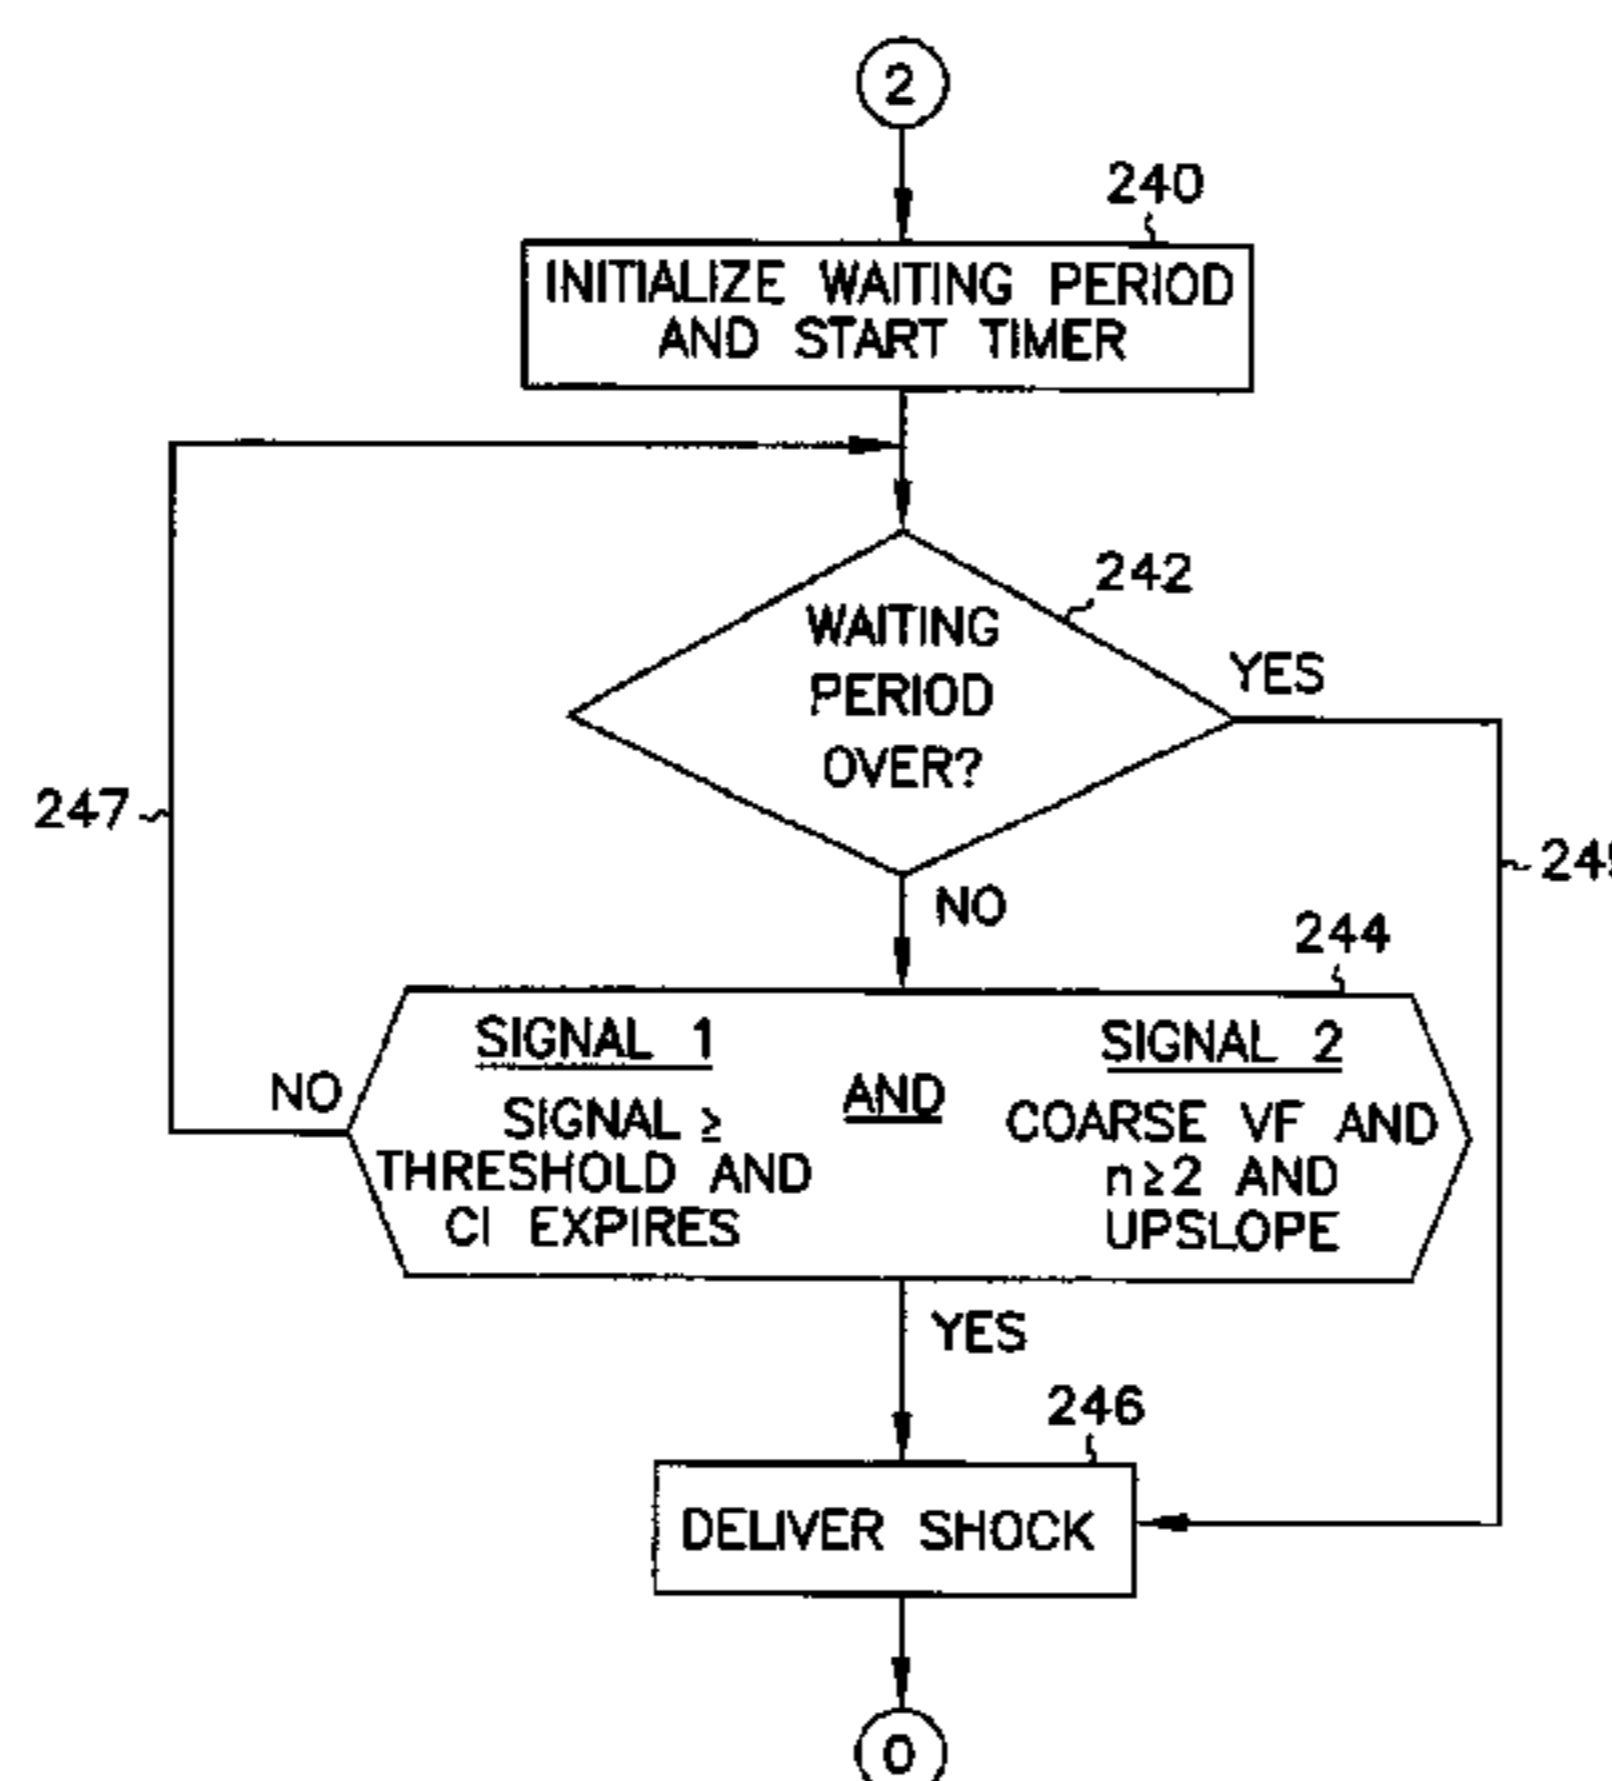 2
240
INITIALIZE WAITING PERIOD
AND START TIMER
242
WAITING
PERIOD
OVER?
YES
247
NO
244
SIGNAL 1
SIGNAL ≥
THRESHOLD AND
CI EXPIRES
AND
SIGNAL 2
COARSE VF AND
n≥2 AND
UPSLOPE
NO
YES
246
DELIVER SHOCK
0